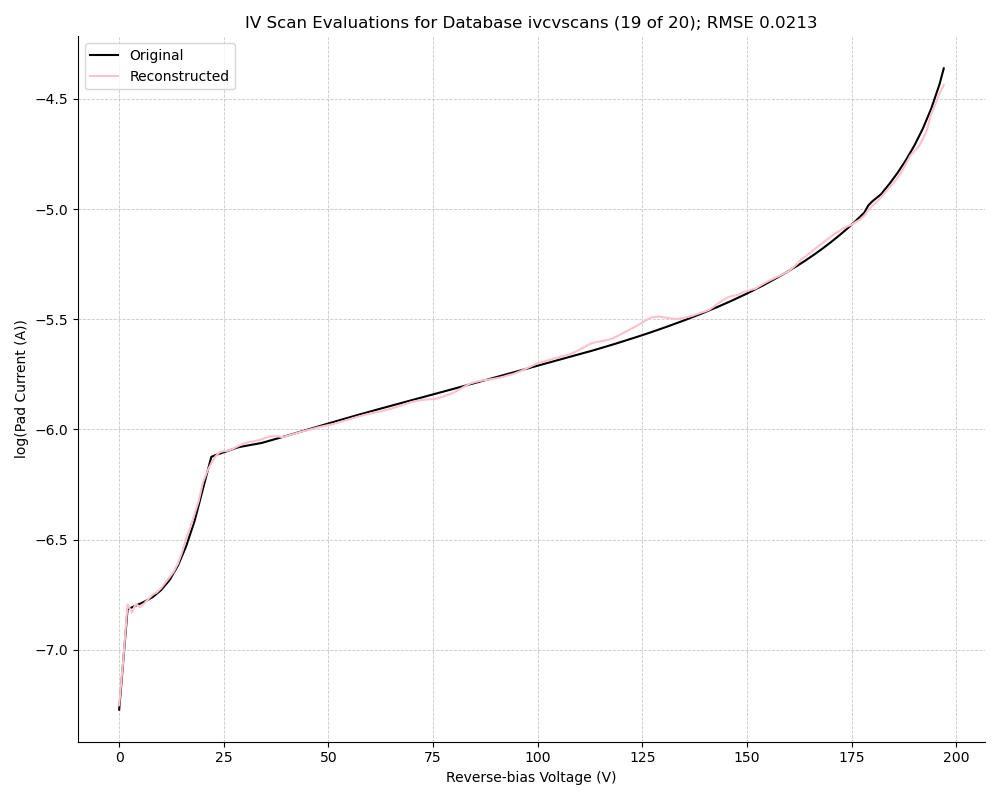 IV Scan Evaluations for Database ivcvscans (19 of 20); RMSE 0.0213
Original
Reconstructed
log(Pad Current (A))
−4.5
−5.0
−5.5
−6.0
−6.5
−7.0
0 25 50 75 100 125 150 175 200
Reverse-bias Voltage (V)